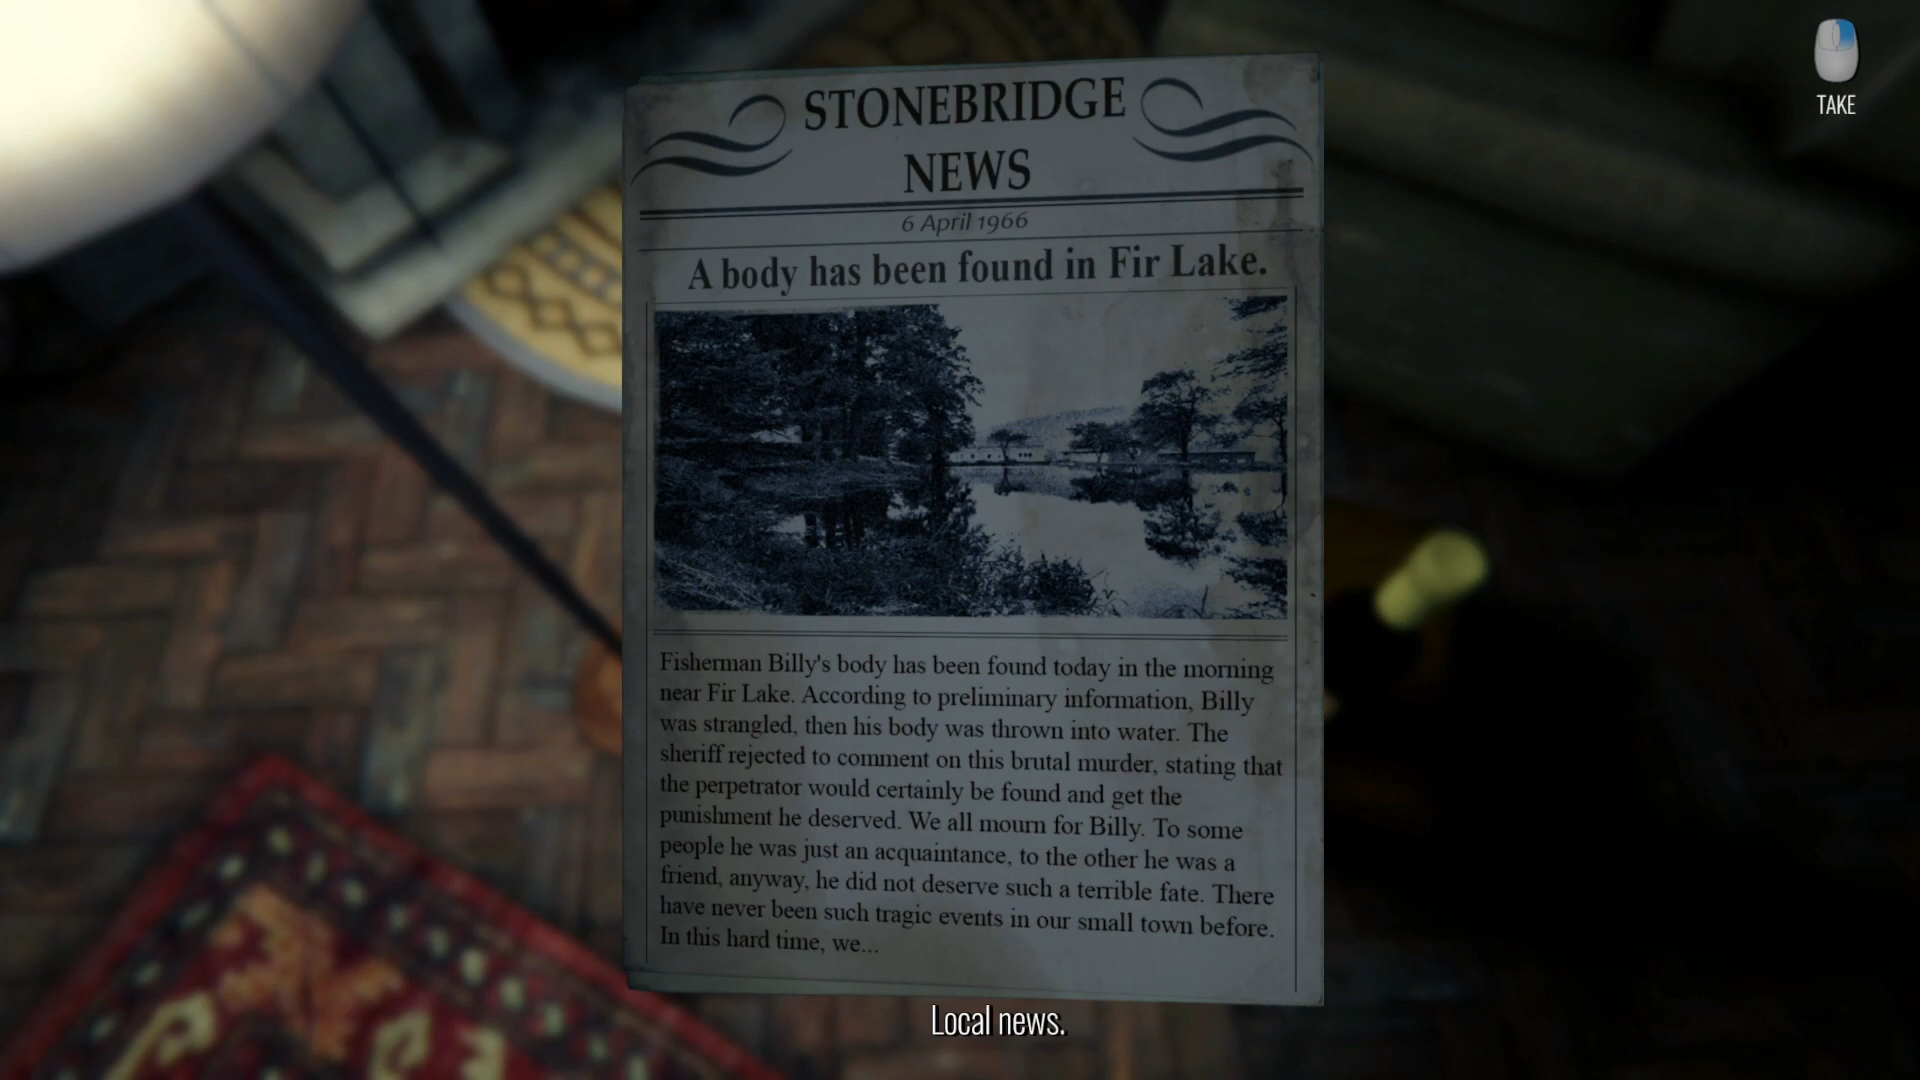 TAKE
STONEBRIDGE
NEWS
6 April 1966
A body has been found in Fir Lake.
Fisherman Billy's body has been found today in the morning
near Fir Lake. According to preliminary information, Billy
was strangled, then his body was thrown into water. The
sheriff rejected to comment on this brutal murder, stating that
the perpetrator would certainly be found and get the
punishment he deserved. We all mourn for Billy. To some
people he was just an acquaintance, to the other he was a
friend, anyway, he did not deserve such a terrible fate. There
have never been such tragic events in our small town before.
In this hard time, we...
Local news.